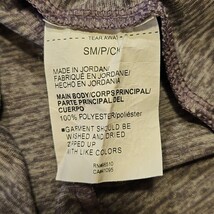 TEAR AWAY
SM/P/CH
MADE IN JORDAN/
FABRIQUÉ EN JORDANIE/
HECHO EN JORDANIA
MAIN BODY/CORPS PRINCIPAL/
PARTE PRINCIPAL DEL
CUERPO
100% POLYESTER/POLIÉSTER
●GARMENT SHOULD BE
WASHED AND DRIED
ZIPPED UP
WITH LIKE COLORS